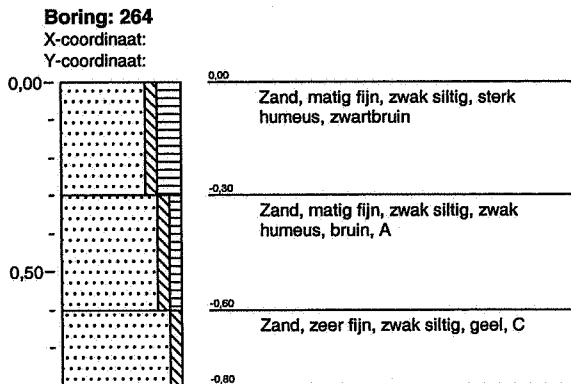 Boring: 264
X-coordinaat:
Y-coordinaat:
0,00
0,00
Zand, matig fijn, zwak siltig, sterk
humeus, zwartbruin
-0,30
Zand, matig fijn, zwak siltig, zwak
humeus, bruin, A
0,50
-0,60
Zand, zeer fijn, zwak siltig, geel, C
-0,80